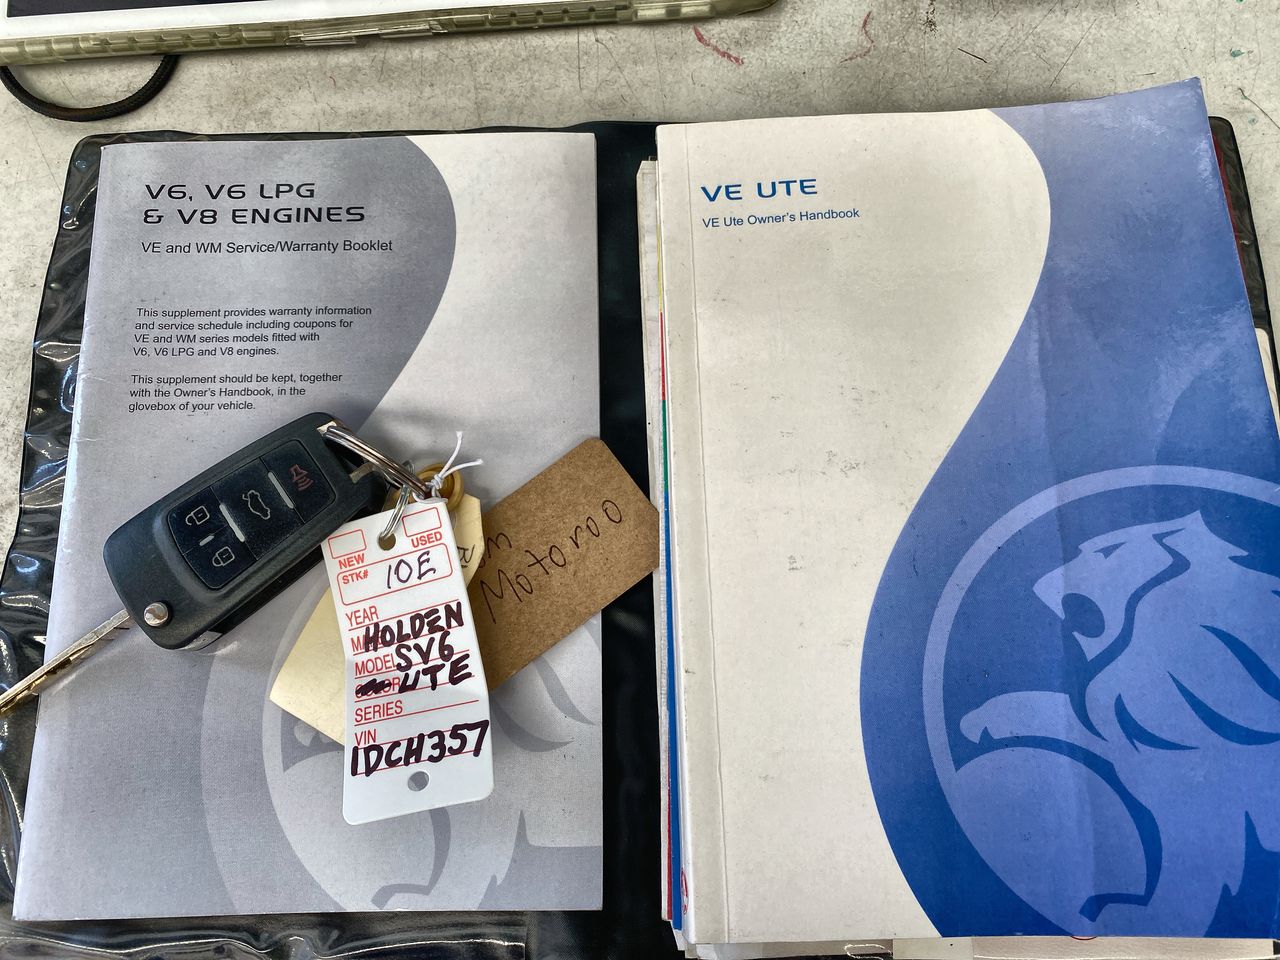 V6, V6 LPG
& V8 ENGINES
VE and WM Service/Warranty Booklet
This supplement provides warranty information
and service schedule including coupons for
VE and WM series models fitted with
V6, V6 LPG and V8 engines.
This supplement should be kept, together
with the Owner's Handbook, in the
glovebox of your vehicle.
VE UTE
VE Ute Owner's Handbook
NEW USED
STK# 10E
YEAR
HOLDEN
MODEL SV6
UTE
SERIES
VIN
1DCH357
Motoroo